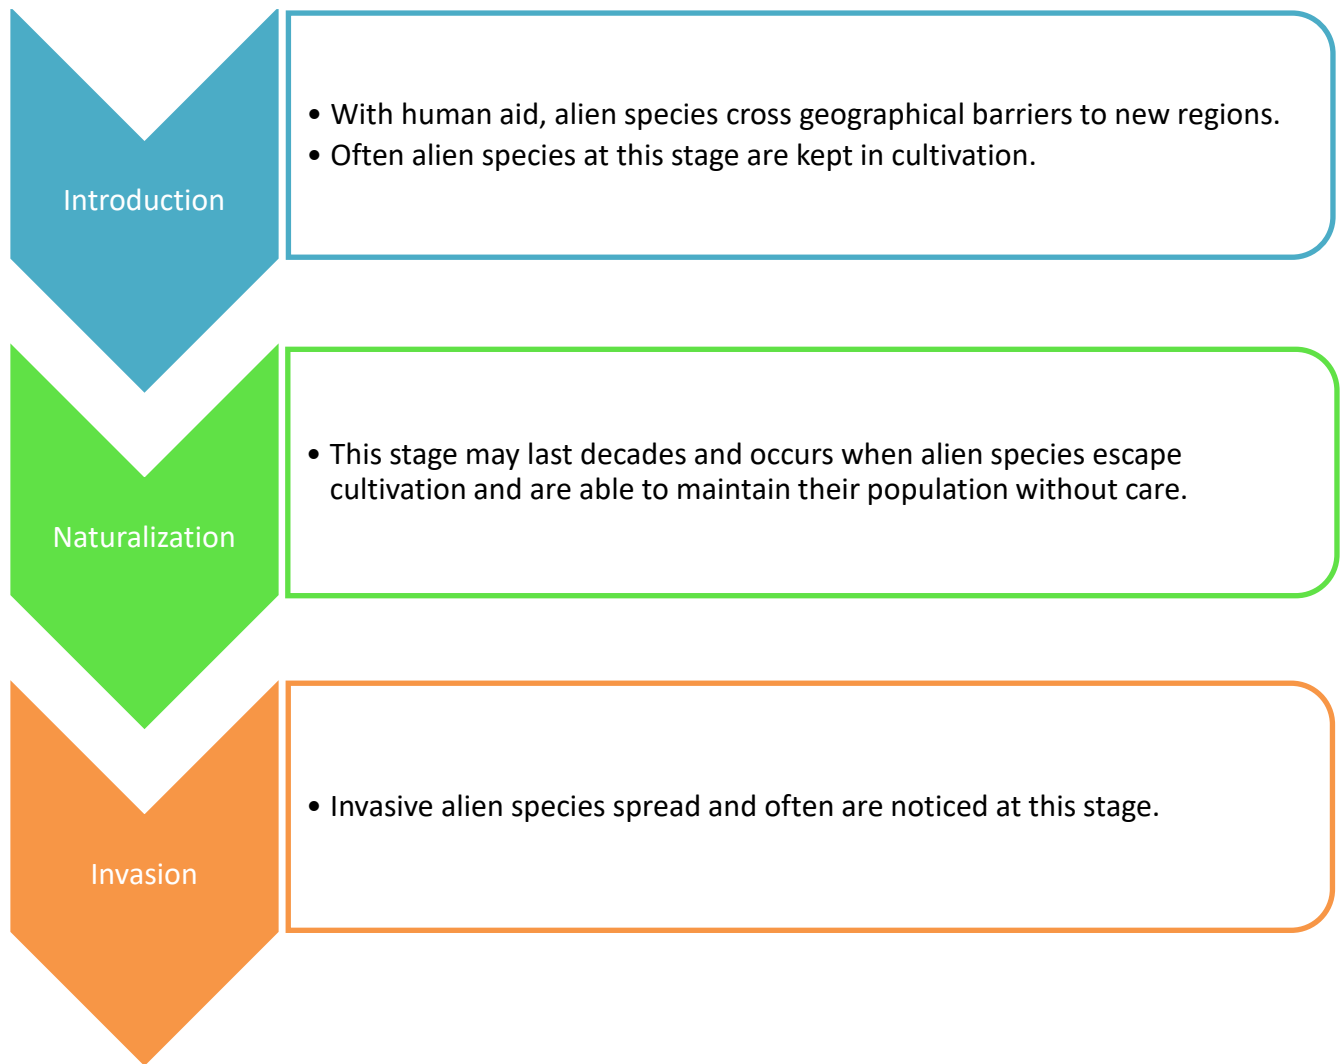 Introduction
• With human aid, alien species cross geographical barriers to new regions.
• Often alien species at this stage are kept in cultivation.
Naturalization
• This stage may last decades and occurs when alien species escape
cultivation and are able to maintain their population without care.
Invasion
• Invasive alien species spread and often are noticed at this stage.